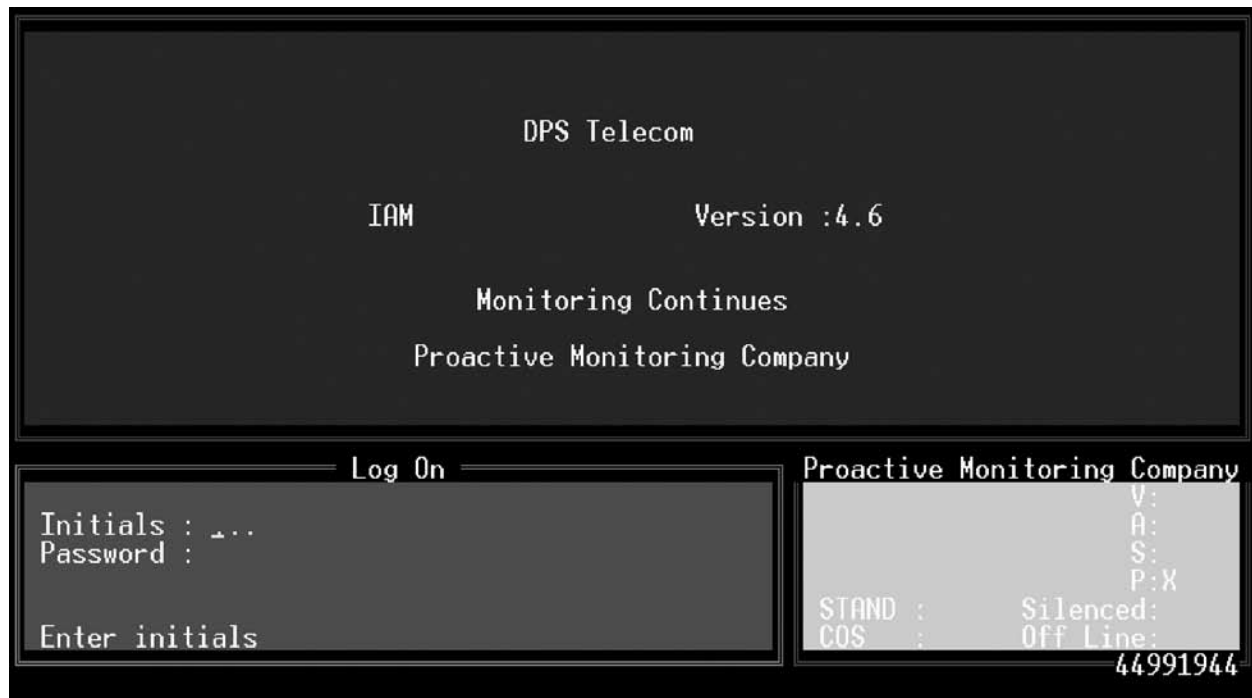 DPS Telecom
IAM Version :4.6
Monitoring Continues
Proactive Monitoring Company
Log On
Initials : ...
Password :
Enter initials
Proactive Monitoring Company
V:
A:
S:
P:X
STAND : Silenced:
COS : Off Line:
44991944